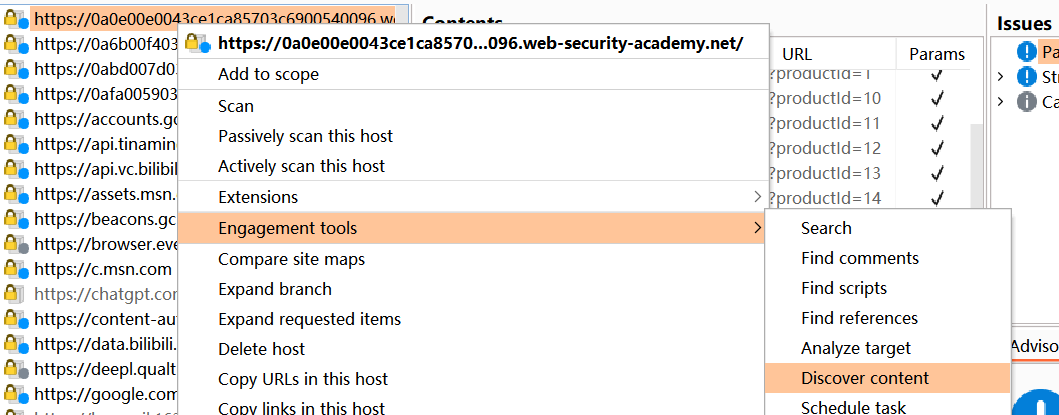 https://0a0e00e0043ce1ca85703c6900540096.we
https://0a6b00f403
https://0abd007d0
https://0afa005903
https://accounts.go
https://api.tinamin
https://api.vc.bilibil
https://assets.msn.
https://beacons.gc
https://browser.eve
https://c.msn.com
https://chatgpt.con
https://content-au
https://data.bilibili.
https://deepl.qualt
https://google.com
https://0a0e00e0043ce1ca8570...096.web-security-academy.net/
Add to scope
Scan
Passively scan this host
Actively scan this host
Extensions
Engagement tools
Compare site maps
Expand branch
Expand requested items
Delete host
Copy URLs in this host
Copy links in this host
Search
Find comments
Find scripts
Find references
Analyze target
Discover content
Schedule task
Contents
URL
Params
?productId=1
?productId=10
?productId=11
?productId=12
?productId=13
?productId=14
Issues
Pa
Str
Ca
Adviso